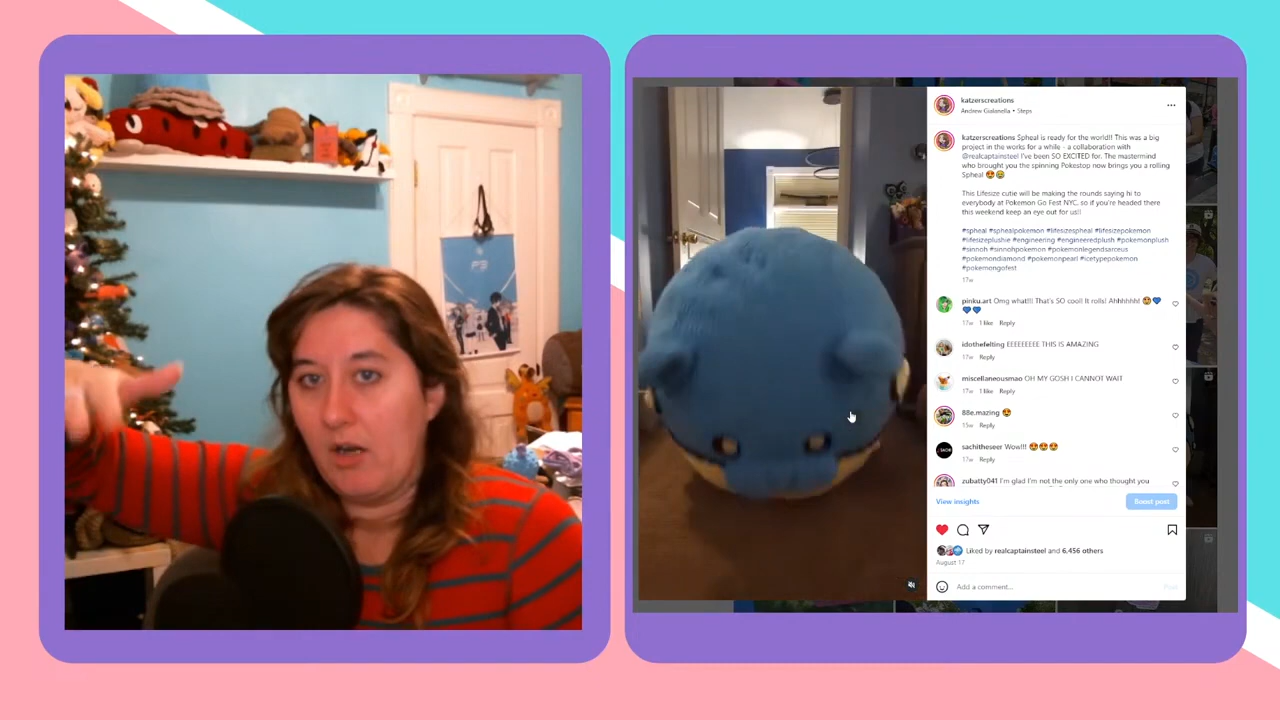 katzerscreations
Andrew Gialanella • Steps
katzerscreations Spheal is ready for the world!! This was a big
project in the works for a while - a collaboration with
@realcaptainsteel I've been SO EXCITED for. The mastermind
who brought you the spinning Pokestop now brings you a rolling
Spheal 😍😂
This Lifesize cutie will be making the rounds saying hi to
everybody at Pokemon Go Fest NYC, so if you're headed there
this weekend keep an eye out for us!!
#spheal #sphealpokemon #lifesizespheal #lifesizepokemon
#lifesizeplushie #engineering #engineeredplush #pokemonplush
#sinnoh #sinnohpokemon #pokemonlegendsarceus
#pokemondiamond #pokemonpearl #icetypepokemon
#pokemongofest
17w
pinku.art Omg what!!! That's SO cool! It rolls! Ahhhhhh! 😍💙
💙💙
17w 1 like Reply
idothefelting EEEEEEEE THIS IS AMAZING
17w Reply
miscellaneousmao OH MY GOSH I CANNOT WAIT
17w 1 like Reply
88e.mazing 😍
15w Reply
sachitheseer Wow!!! 😍😍😍
17w Reply
zubatty041 I'm glad I'm not the only one who thought you
View insights
Boost post
Liked by realcaptainsteel and 6,456 others
August 17
Add a comment...
Post